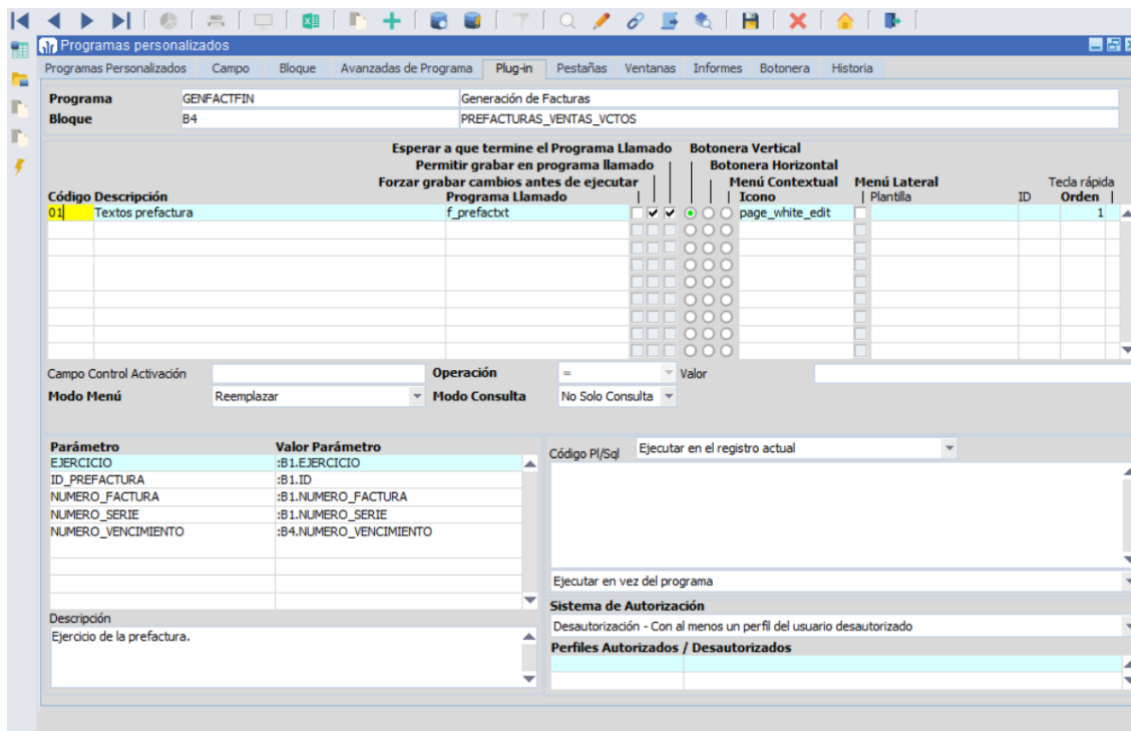 Programas personalizados
Programas Personalizados Campo Bloque Avanzadas de Programa Plug-in Pestañas Ventanas Informes Botonera Historia
Programa GENFACTFIN Generación de Facturas
Bloque B4 PREFACTURAS_VENTAS_VCTOS
Esperar a que termine el Programa Llamado Botonera Vertical
Permitir grabar en programa llamado Botonera Horizontal
Forzar grabar cambios antes de ejecutar Menú Contextual Menú Lateral Tecla rápida
Código Descripción Programa Llamado Icono Plantilla ID Orden
01 Textos prefactura f_prefactxt page_white_edit 1
Campo Control Activación Operación = Valor
Modo Menú Reemplazar Modo Consulta No Solo Consulta
Parámetro Valor Parámetro Código Pl/Sql Ejecutar en el registro actual
EJERCICIO :B1.EJERCICIO
ID_PREFACTURA :B1.ID
NUMERO_FACTURA :B1.NUMERO_FACTURA
NUMERO_SERIE :B1.NUMERO_SERIE
NUMERO_VENCIMIENTO :B4.NUMERO_VENCIMIENTO
Ejecutar en vez del programa
Sistema de Autorización
Descripción Desautorización - Con al menos un perfil del usuario desautorizado
Ejercicio de la prefactura. Perfiles Autorizados / Desautorizados